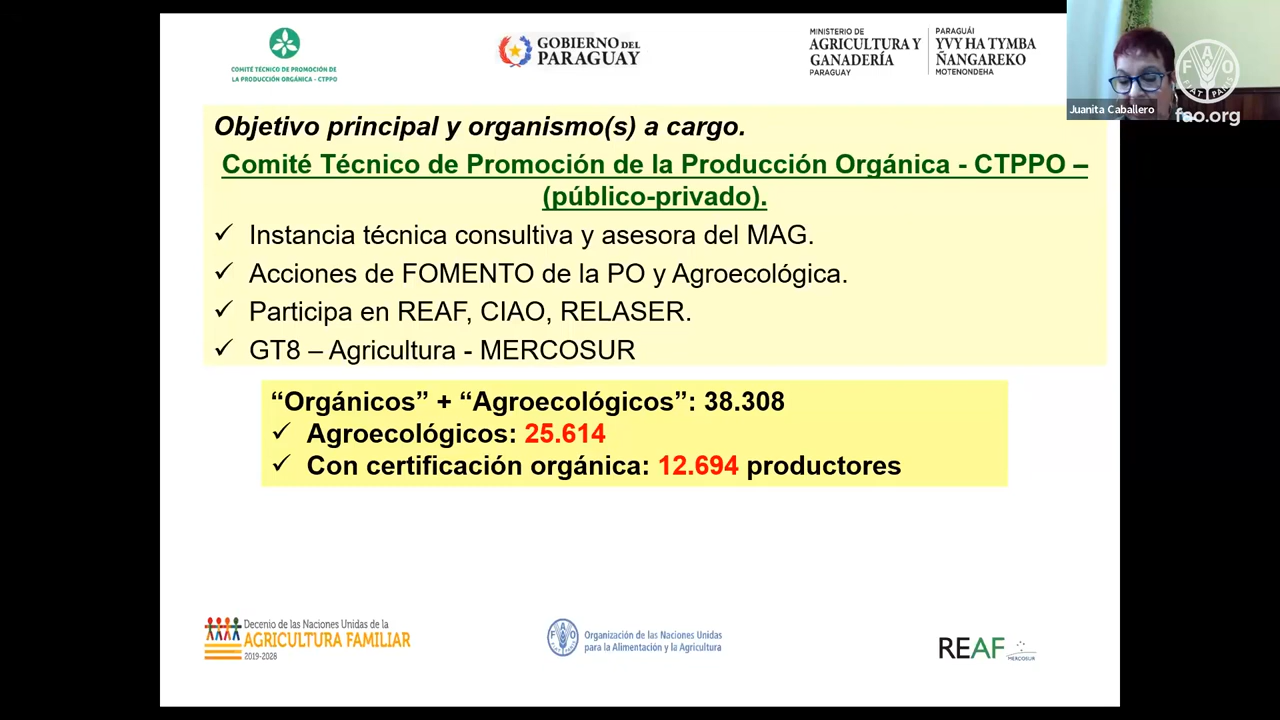 COMITÉ TÉCNICO DE PROMOCIÓN DE
LA PRODUCCIÓN ORGÁNICA - CTPPO
GOBIERNO DEL
PARAGUAY
MINISTERIO DE
AGRICULTURA Y
GANADERÍA
PARAGUAY
PARAGUÁI
YVY HA TYMBA
ÑANGAREKO
MOTENONDEHA
Juanita Caballero
FAO
FIAT PANIS
fao.org
Objetivo principal y organismo(s) a cargo.
Comité Técnico de Promoción de la Producción Orgánica - CTPPO –
(público-privado).
✓ Instancia técnica consultiva y asesora del MAG.
✓ Acciones de FOMENTO de la PO y Agroecológica.
✓ Participa en REAF, CIAO, RELASER.
✓ GT8 – Agricultura - MERCOSUR
“Orgánicos” + “Agroecológicos”: 38.308
✓ Agroecológicos: 25.614
✓ Con certificación orgánica: 12.694 productores
Decenio de las Naciones Unidas de la
AGRICULTURA FAMILIAR
2019-2028
FAO
Organización de las Naciones Unidas
para la Alimentación y la Agricultura
REAF
MERCOSUR